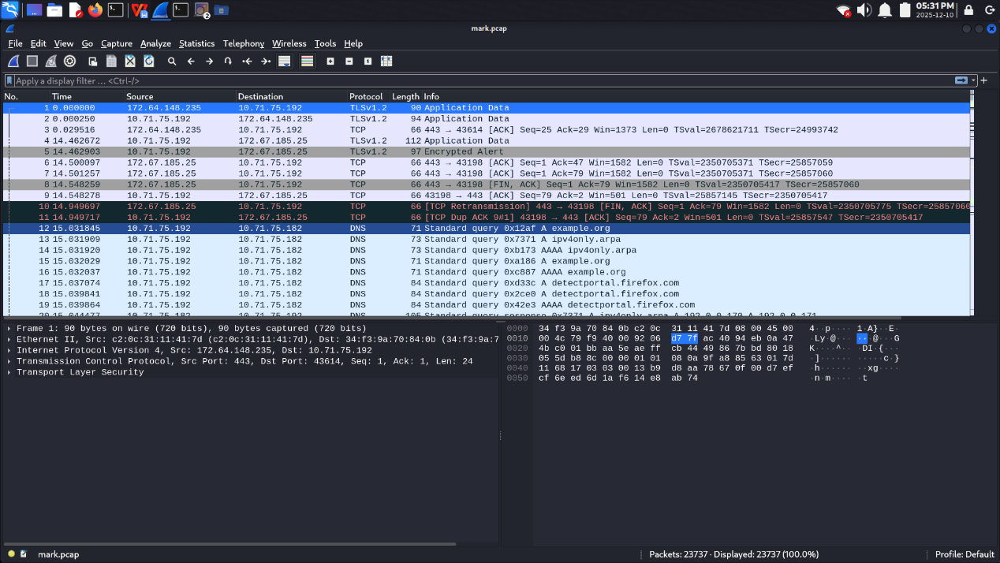 05:31 PM
2025-12-10
mark.pcap
File Edit View Go Capture Analyze Statistics Telephony Wireless Tools Help
Apply a display filter … <Ctrl-/>
No. Time Source Destination Protocol Length Info
1 0.000000 172.64.148.235 10.71.75.192 TLSv1.2 90 Application Data
2 0.000250 10.71.75.192 172.64.148.235 TLSv1.2 94 Application Data
3 0.029516 172.64.148.235 10.71.75.192 TCP 66 443 → 43614 [ACK] Seq=25 Ack=29 Win=1373 Len=0 TSval=2678621711 TSecr=24993742
4 14.462672 10.71.75.192 172.67.185.25 TLSv1.2 112 Application Data
5 14.462903 10.71.75.192 172.67.185.25 TLSv1.2 97 Encrypted Alert
6 14.500097 172.67.185.25 10.71.75.192 TCP 66 443 → 43198 [ACK] Seq=1 Ack=47 Win=1582 Len=0 TSval=2350705371 TSecr=25857059
7 14.501257 172.67.185.25 10.71.75.192 TCP 66 443 → 43198 [ACK] Seq=1 Ack=79 Win=1582 Len=0 TSval=2350705371 TSecr=25857060
8 14.548259 172.67.185.25 10.71.75.192 TCP 66 443 → 43198 [FIN, ACK] Seq=1 Ack=79 Win=1582 Len=0 TSval=2350705417 TSecr=25857060
9 14.548278 10.71.75.192 172.67.185.25 TCP 66 43198 → 443 [ACK] Seq=79 Ack=2 Win=501 Len=0 TSval=25857145 TSecr=2350705417
10 14.949697 172.67.185.25 10.71.75.192 TCP 66 [TCP Retransmission] 443 → 43198 [FIN, ACK] Seq=1 Ack=79 Win=1582 Len=0 TSval=2350705775 TSecr=25857060
11 14.949717 10.71.75.192 172.67.185.25 TCP 66 [TCP Dup ACK 9#1] 43198 → 443 [ACK] Seq=79 Ack=2 Win=501 Len=0 TSval=25857547 TSecr=2350705417
12 15.031845 10.71.75.192 10.71.75.182 DNS 71 Standard query 0x12af A example.org
13 15.031909 10.71.75.192 10.71.75.182 DNS 73 Standard query 0x7371 A ipv4only.arpa
14 15.031920 10.71.75.192 10.71.75.182 DNS 73 Standard query 0xb173 AAAA ipv4only.arpa
15 15.032029 10.71.75.192 10.71.75.182 DNS 71 Standard query 0xa186 A example.org
16 15.032037 10.71.75.192 10.71.75.182 DNS 71 Standard query 0xc887 AAAA example.org
17 15.037074 10.71.75.192 10.71.75.182 DNS 84 Standard query 0xd33c A detectportal.firefox.com
18 15.039841 10.71.75.192 10.71.75.182 DNS 84 Standard query 0x2ce0 A detectportal.firefox.com
19 15.039864 10.71.75.192 10.71.75.182 DNS 84 Standard query 0x42e3 AAAA detectportal.firefox.com
Frame 1: 90 bytes on wire (720 bits), 90 bytes captured (720 bits)
Ethernet II, Src: c2:0c:31:11:41:7d (c2:0c:31:11:41:7d), Dst: 34:f3:9a:70:84:0b (34:f3:9a:7
Internet Protocol Version 4, Src: 172.64.148.235, Dst: 10.71.75.192
Transmission Control Protocol, Src Port: 443, Dst Port: 43614, Seq: 1, Ack: 1, Len: 24
Transport Layer Security
0000 34 f3 9a 70 84 0b c2 0c 31 11 41 7d 08 00 45 00 4··p···· 1·A}··E·
0010 00 4c 79 f9 40 00 92 06 d7 7f ac 40 94 eb 0a 47 ·Ly·@··· ···@···G
0020 4b c0 01 bb aa 5e ae ff cb 44 49 86 7b bd 80 18 K····^·· ·DI·{···
0030 05 5d b8 8c 00 00 01 01 08 0a 9f a8 85 63 01 7d ·]······ ·····c·}
0040 11 68 17 03 03 00 13 b9 d8 aa 78 67 0f 00 d7 ef ·h······ ··xg····
0050 cf 6e ed 6d 1a f6 14 e8 ab 74 ·n·m···· ·t
mark.pcap
Packets: 23737 · Displayed: 23737 (100.0%)
Profile: Default